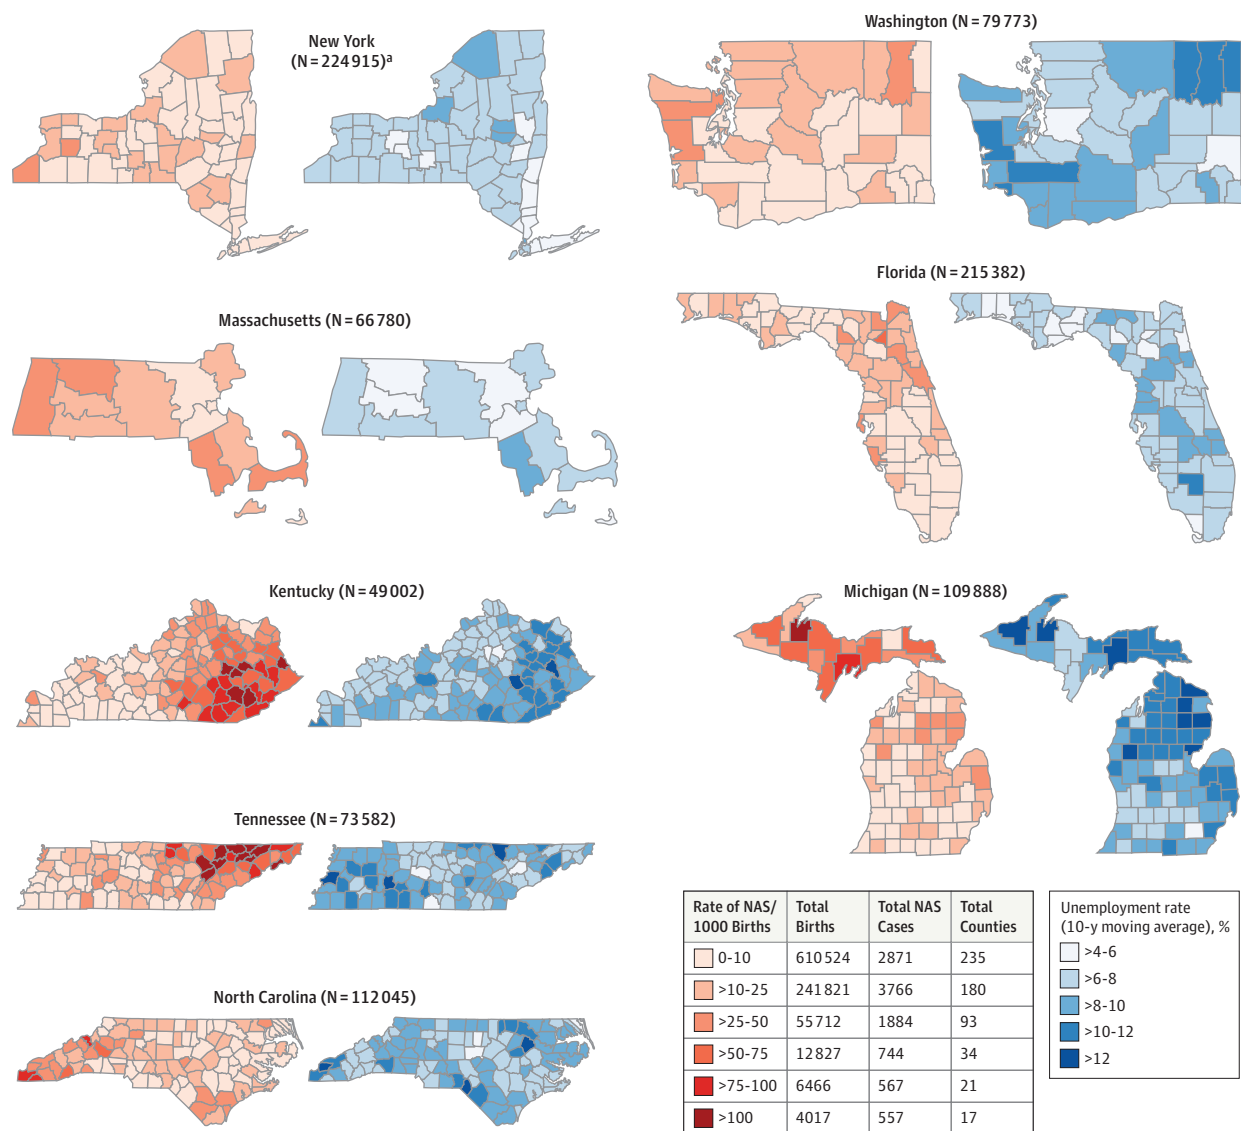 New York
(N = 224 915)a
Washington (N = 79 773)
Massachusetts (N = 66 780)
Florida (N = 215 382)
Kentucky (N = 49 002)
Michigan (N = 109 888)
Tennessee (N = 73 582)
North Carolina (N = 112 045)
Rate of NAS/ Total Total NAS Total
1000 Births Births Cases Counties
0-10 610 524 2871 235
>10-25 241 821 3766 180
>25-50 55 712 1884 93
>50-75 12 827 744 34
>75-100 6466 567 21
>100 4017 557 17
Unemployment rate
(10-y moving average), %
>4-6
>6-8
>8-10
>10-12
>12